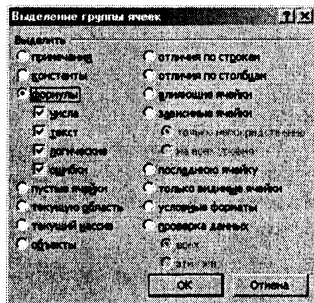 Выделение группы ячеек
Выделить
примечания
константы
формулы
числа
текст
логические
ошибки
пустые ячейки
текущую область
текущий массив
объекты
отличия по строкам
отличия по столбцам
влияющие ячейки
зависимые ячейки
только непосредственно
на всех уровнях
последнюю ячейку
только видимые ячейки
условные форматы
проверка данных
всех
этих же
ОК
Отмена